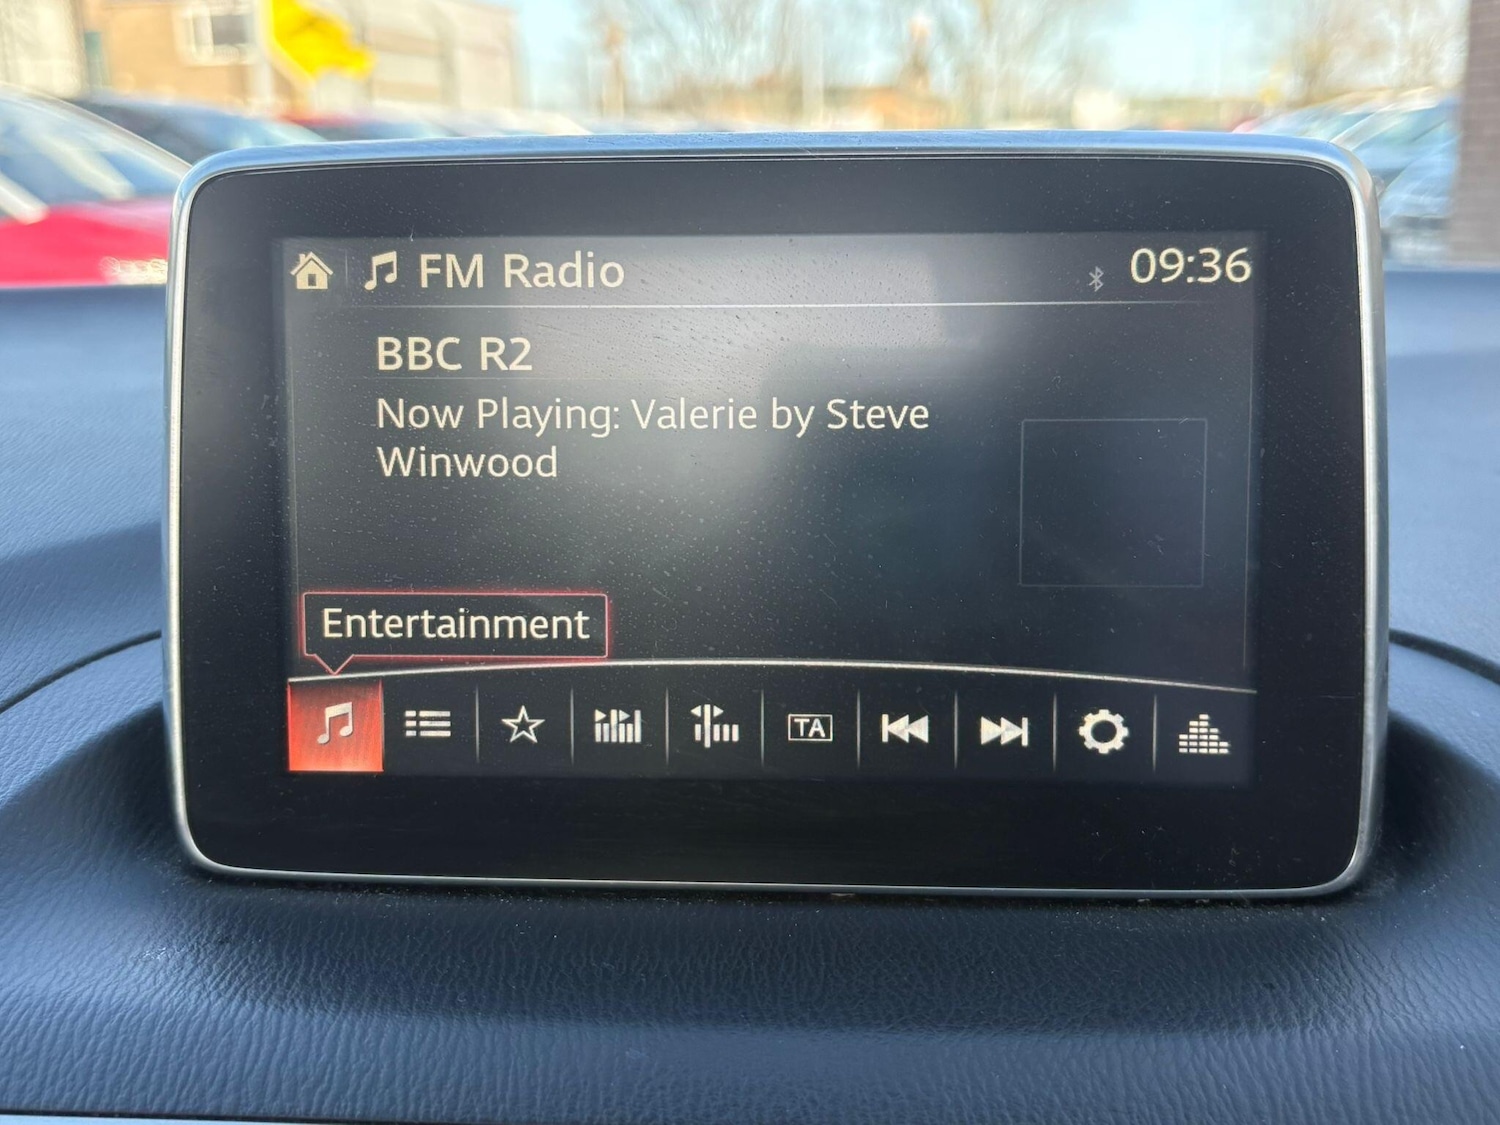 FM Radio
09:36
BBC R2
Now Playing: Valerie by Steve
Winwood
Entertainment
TA